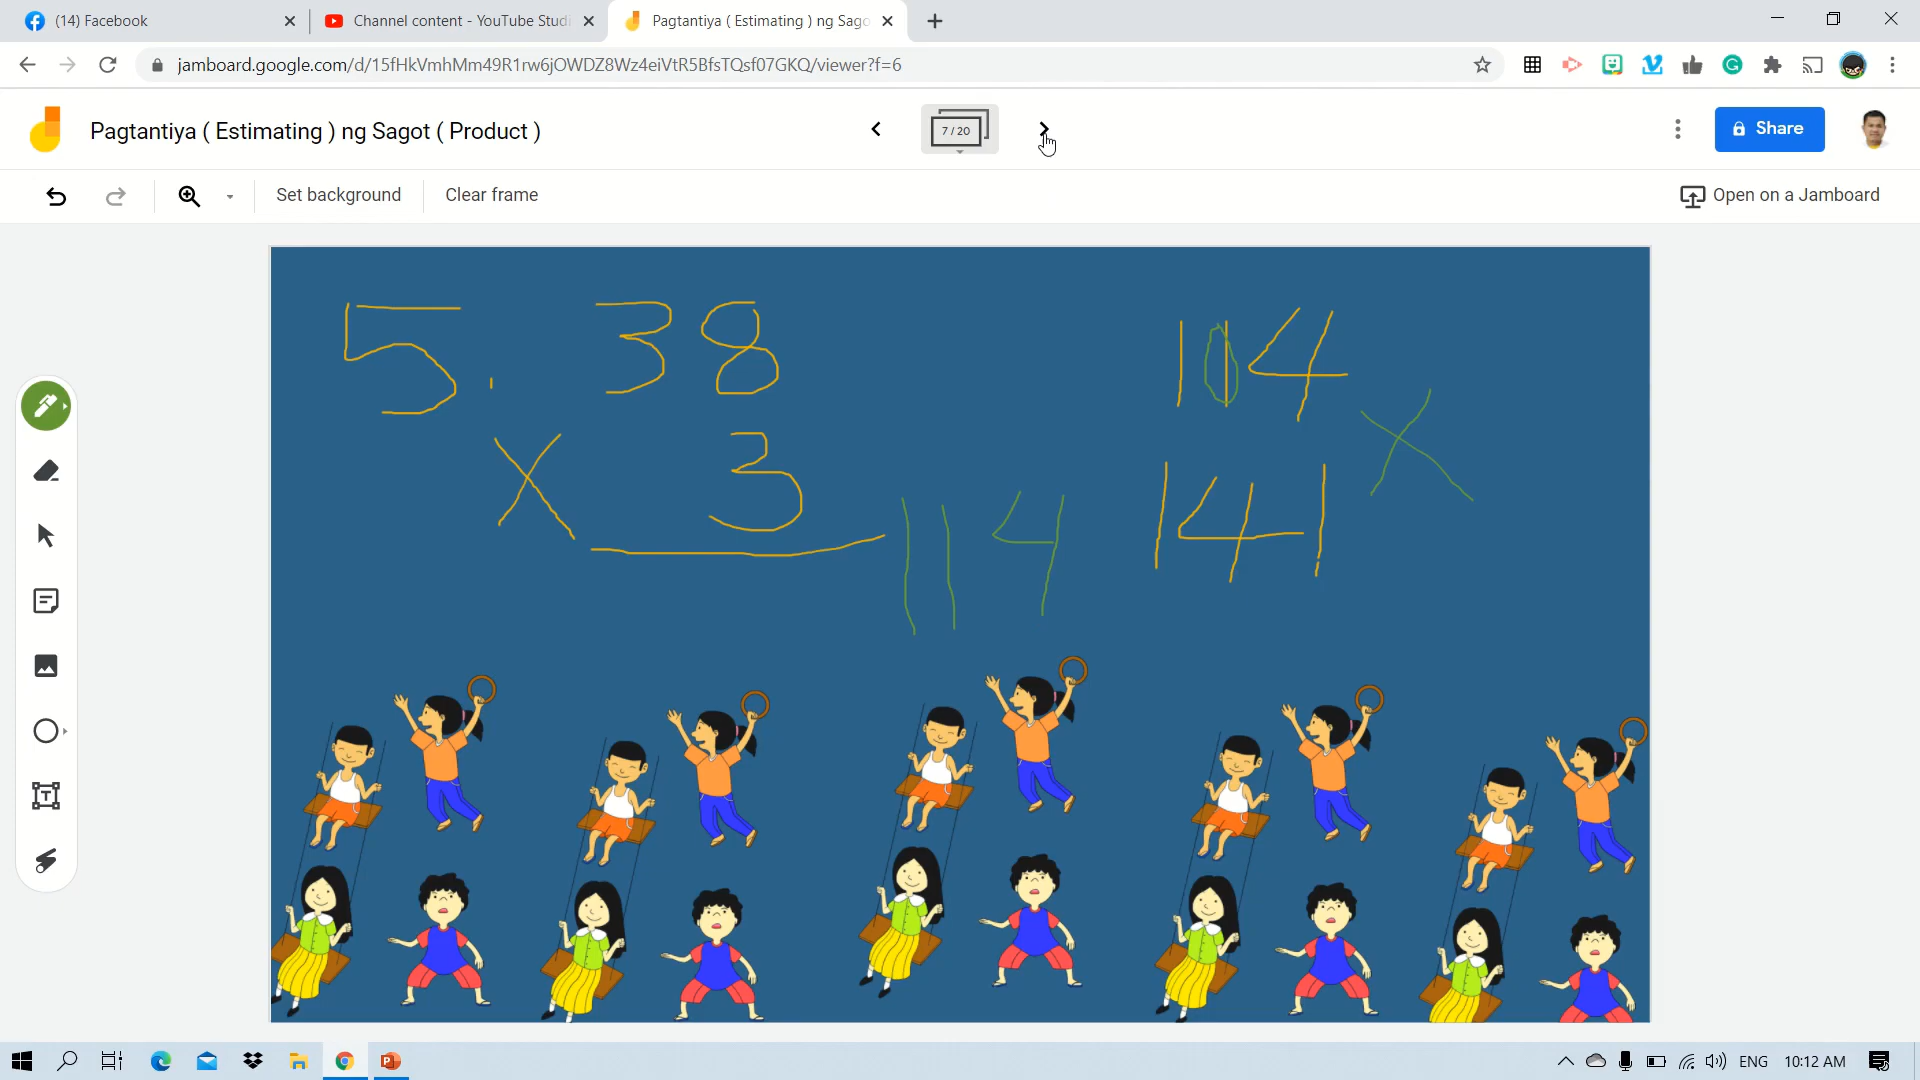 (14) Facebook
Channel content - YouTube Studi
Pagtantiya ( Estimating ) ng Sago
jamboard.google.com/d/15fHkVmhMm49R1rw6jOWDZ8Wz4eiVtR5BfsTQsf07GKQ/viewer?f=6
Pagtantiya ( Estimating ) ng Sagot ( Product )
7 / 20
Share
Set background
Clear frame
Open on a Jamboard
5. 38
X 3
114
104
141 X
ENG
10:12 AM